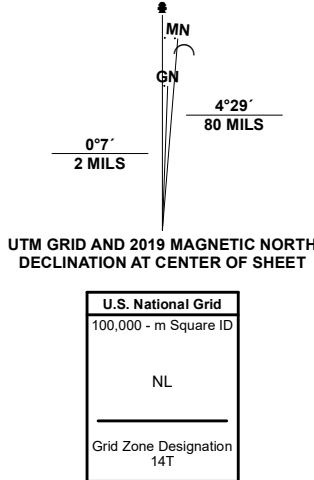 MN
GN
4°29´
80 MILS
0°7´
2 MILS
UTM GRID AND 2019 MAGNETIC NORTH
DECLINATION AT CENTER OF SHEET
U.S. National Grid
100,000 - m Square ID
NL
Grid Zone Designation
14T